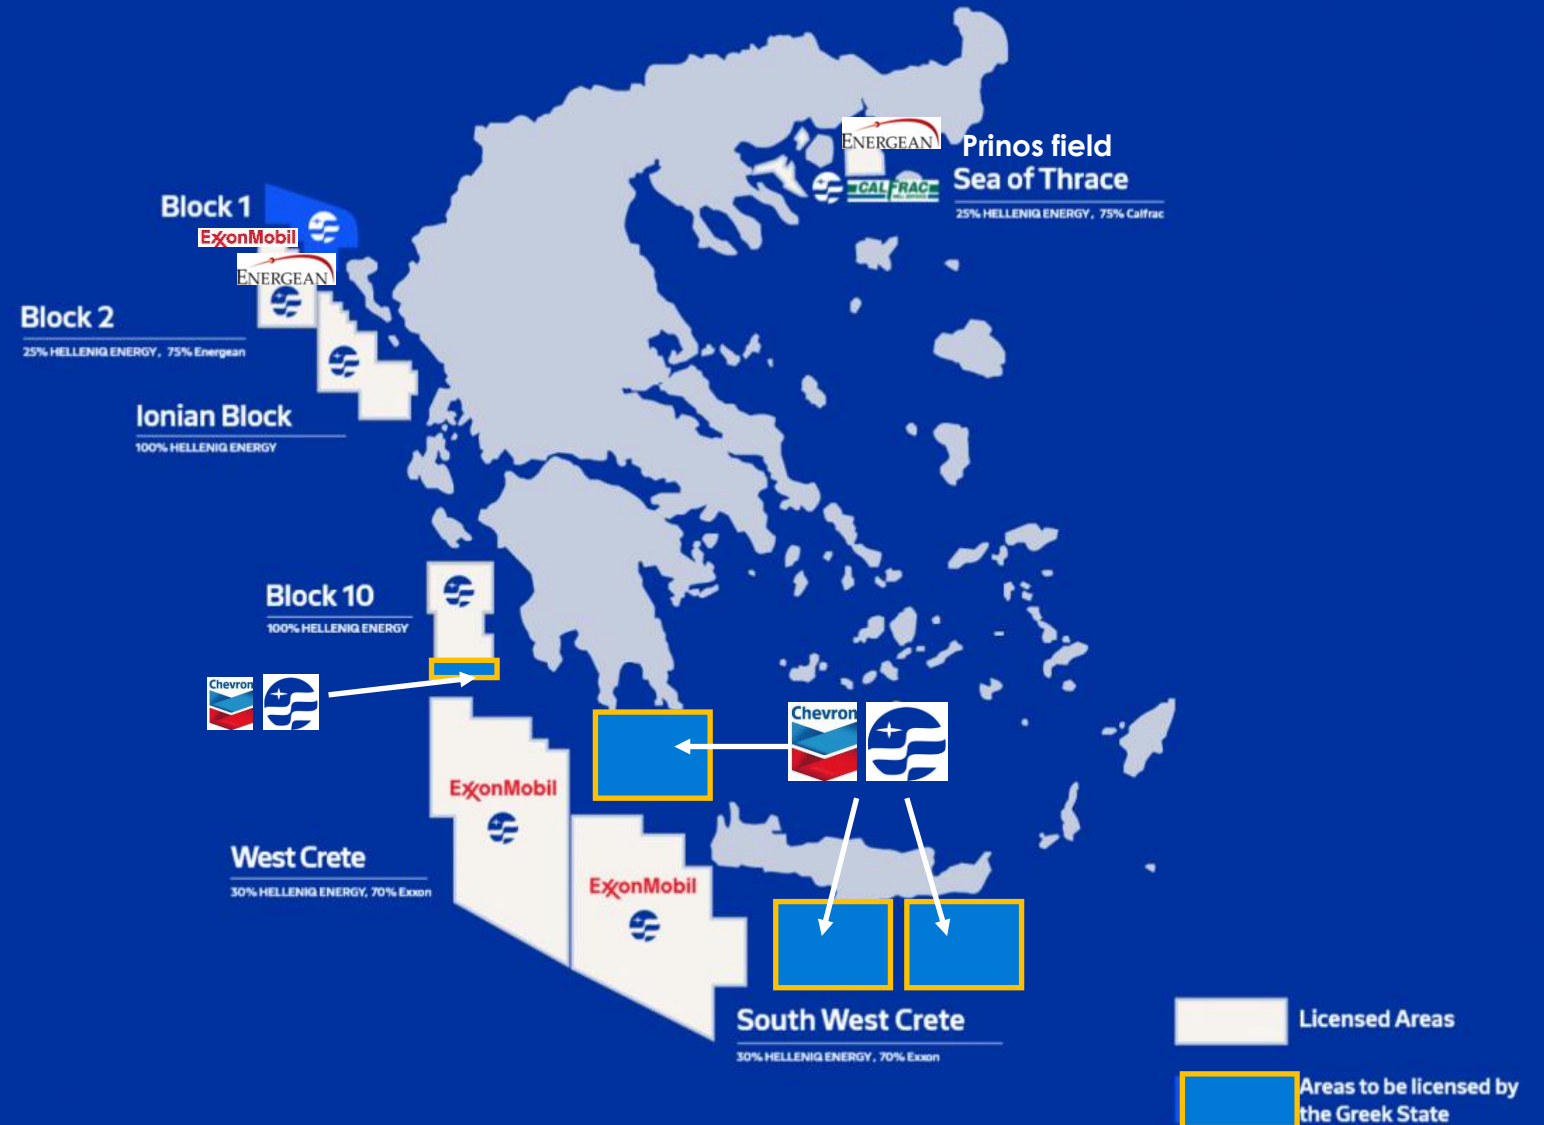 ENERGEAN
Prinos field
CALFRAC
WELL SERVICES
Sea of Thrace
25% HELLENIQ ENERGY, 75% Calfrac
Block 1
ExxonMobil
ENERGEAN
Block 2
25% HELLENIQ ENERGY, 75% Energean
Ionian Block
100% HELLENIQ ENERGY
Block 10
100% HELLENIQ ENERGY
Chevron
Chevron
ExxonMobil
West Crete
30% HELLENIQ ENERGY, 70% Exxon
ExxonMobil
South West Crete
30% HELLENIQ ENERGY, 70% Exxon
Licensed Areas
Areas to be licensed by
the Greek State